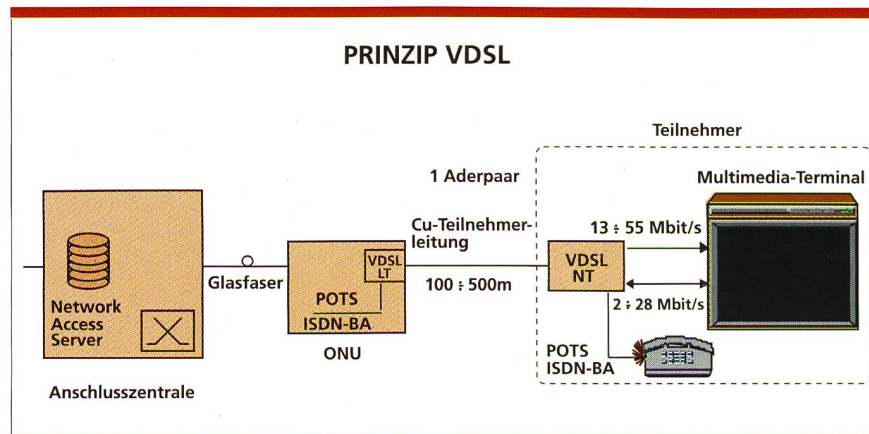 PRINZIP VDSL
Teilnehmer
1 Aderpaar
Multimedia-Terminal
Cu-Teilnehmer-
leitung
13 ÷ 55 Mbit/s
VDSL
LT
VDSL
NT
Glasfaser
100 ÷ 500m
2 ÷ 28 Mbit/s
Network
Access
Server
POTS
ISDN-BA
ONU
POTS
ISDN-BA
Anschlusszentrale